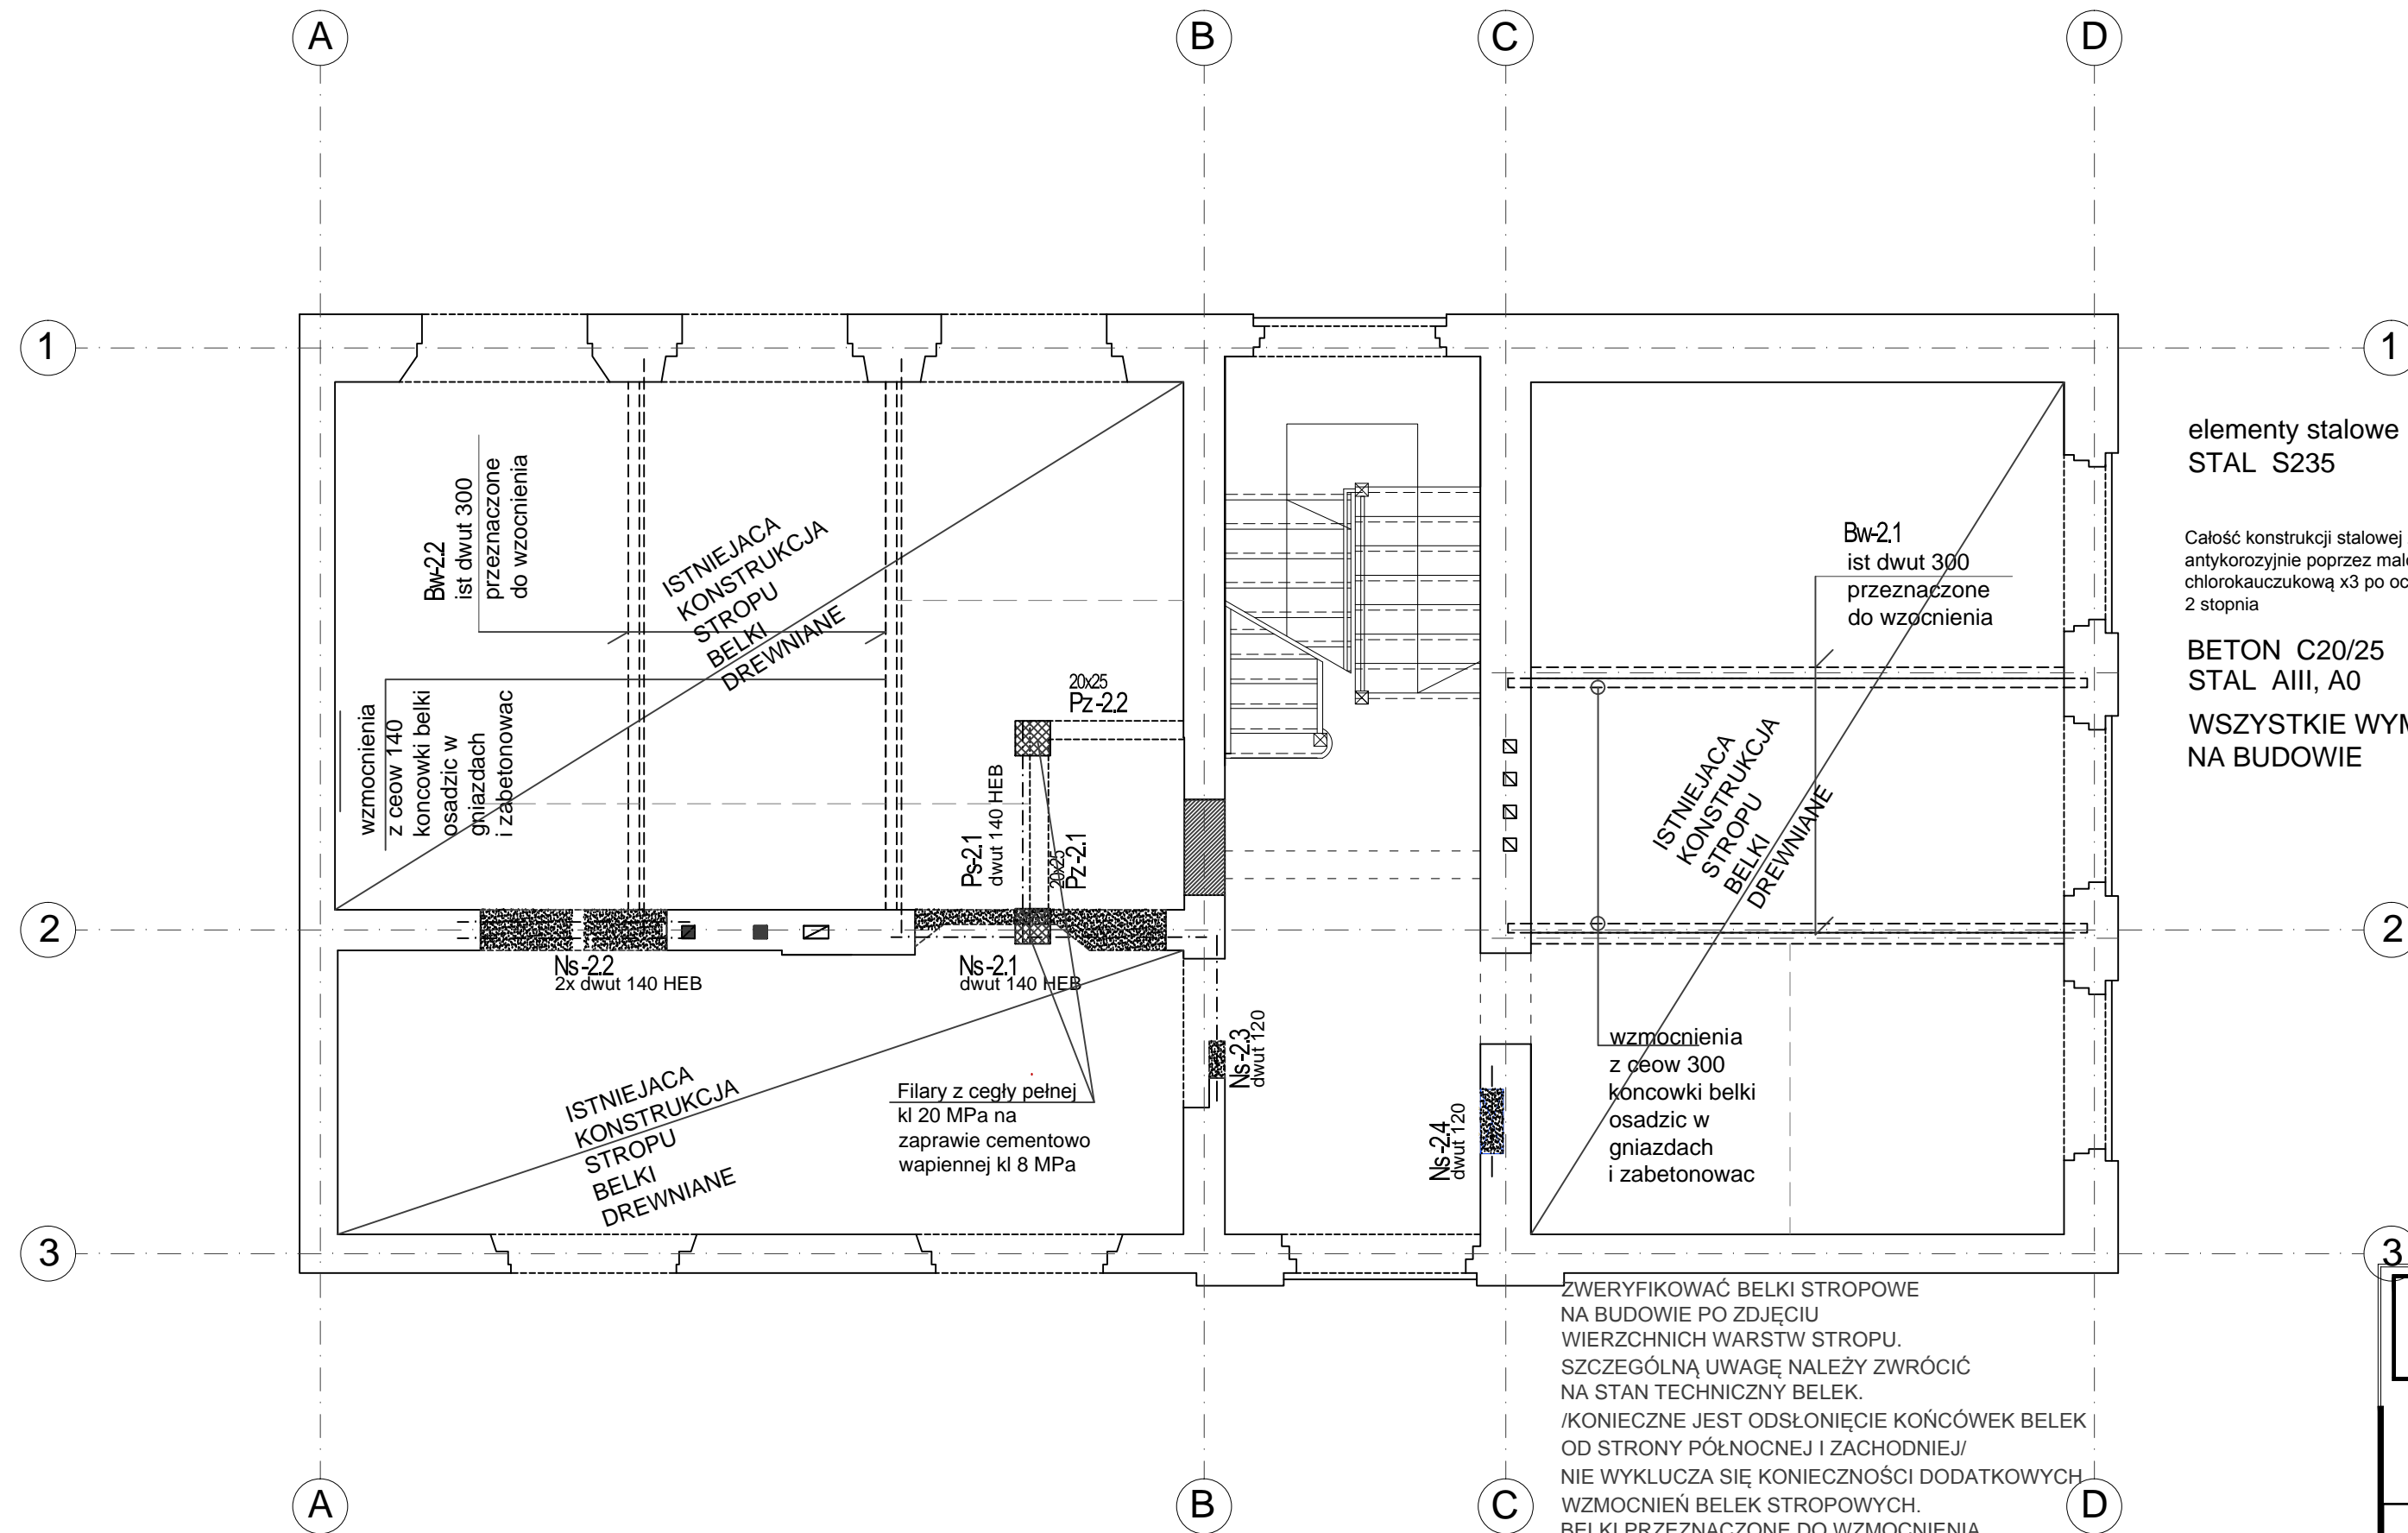 A
B
C
D
1
1
elementy stalowe
STAL S235
Całość konstrukcji stalowej
antykorozyjnie poprzez
chlorokauczukową x3 po
2 stopnia
BETON C20/25
STAL AIII, A0
WSZYSTKIE
NA BUDOWIE
Bw-2.2
ist dwut 300
przeznaczone
do wzocnienia
ISTNIEJACA
KONSTRUKCJA
STROPU
BELKI
DREWNIANE
Bw-2.1
ist dwut 300
przeznaczone
do wzocnienia
wzmocnienia
z ceow 140
koncowki belki
osadzic w
gniazdach
i zabetonowac
20x25
Pz-2.2
Ps-2.1
dwut 140 HEB
20x25
Pz-2.1
ISTNIEJACA
KONSTRUKCJA
STROPU
BELKI
DREWNIANE
2
2
Ns-2.2
2x dwut 140 HEB
Ns-2.1
dwut 140 HEB
Ns-2.3
dwut 120
Ns-2.4
dwut 120
wzmocnienia
z ceow 300
koncowki belki
osadzic w
gniazdach
i zabetonowac
ISTNIEJACA
KONSTRUKCJA
STROPU
BELKI
DREWNIANE
Filary z cegły pełnej
kl 20 MPa na
zaprawie cementowo
wapiennej kl 8 MPa
3
3
ZWERYFIKOWAĆ BELKI STROPOWE
NA BUDOWIE PO ZDJĘCIU
WIERZCHNICH WARSTW STROPU.
SZCZEGÓLNĄ UWAGĘ NALEŻY ZWRÓCIĆ
NA STAN TECHNICZNY BELEK.
/KONIECZNE JEST ODSŁONIĘCIE KOŃCÓWEK BELEK
OD STRONY PÓŁNOCNEJ I ZACHODNIEJ/
NIE WYKLUCZA SIĘ KONIECZNOŚCI DODATKOWYCH
WZMOCNIEŃ BELEK STROPOWYCH.
BELKI PRZEZNACZONE DO WZMOCNIENIA
A
B
C
D